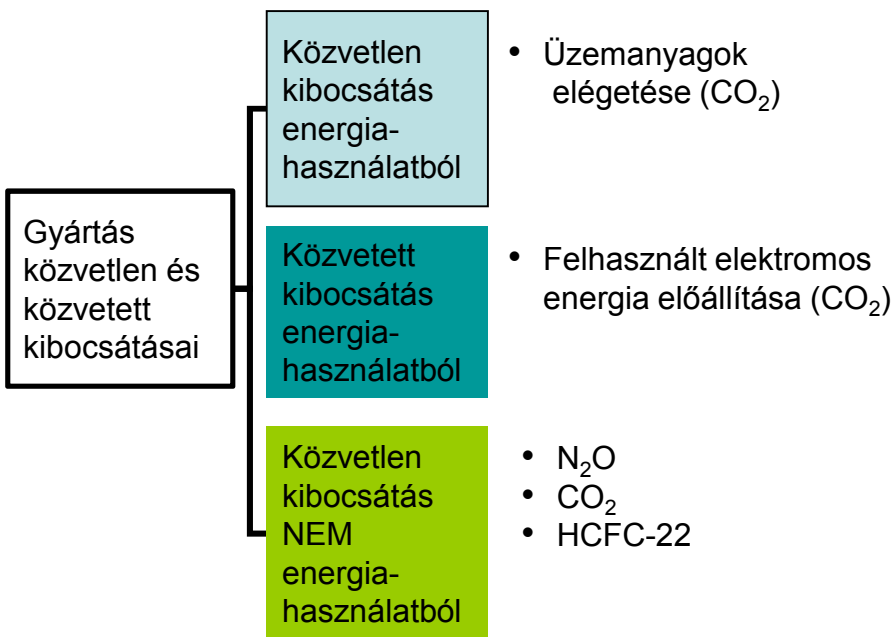 Gyártás
közvetlen és
közvetett
kibocsátásai
Közvetlen
kibocsátás
energia-
használatból
• Üzemanyagok
elégetése (CO₂)
Közvetett
kibocsátás
energia-
használatból
• Felhasznált elektromos
energia előállítása (CO₂)
Közvetlen
kibocsátás
NEM
energia-
használatból
• N₂O
• CO₂
• HCFC-22